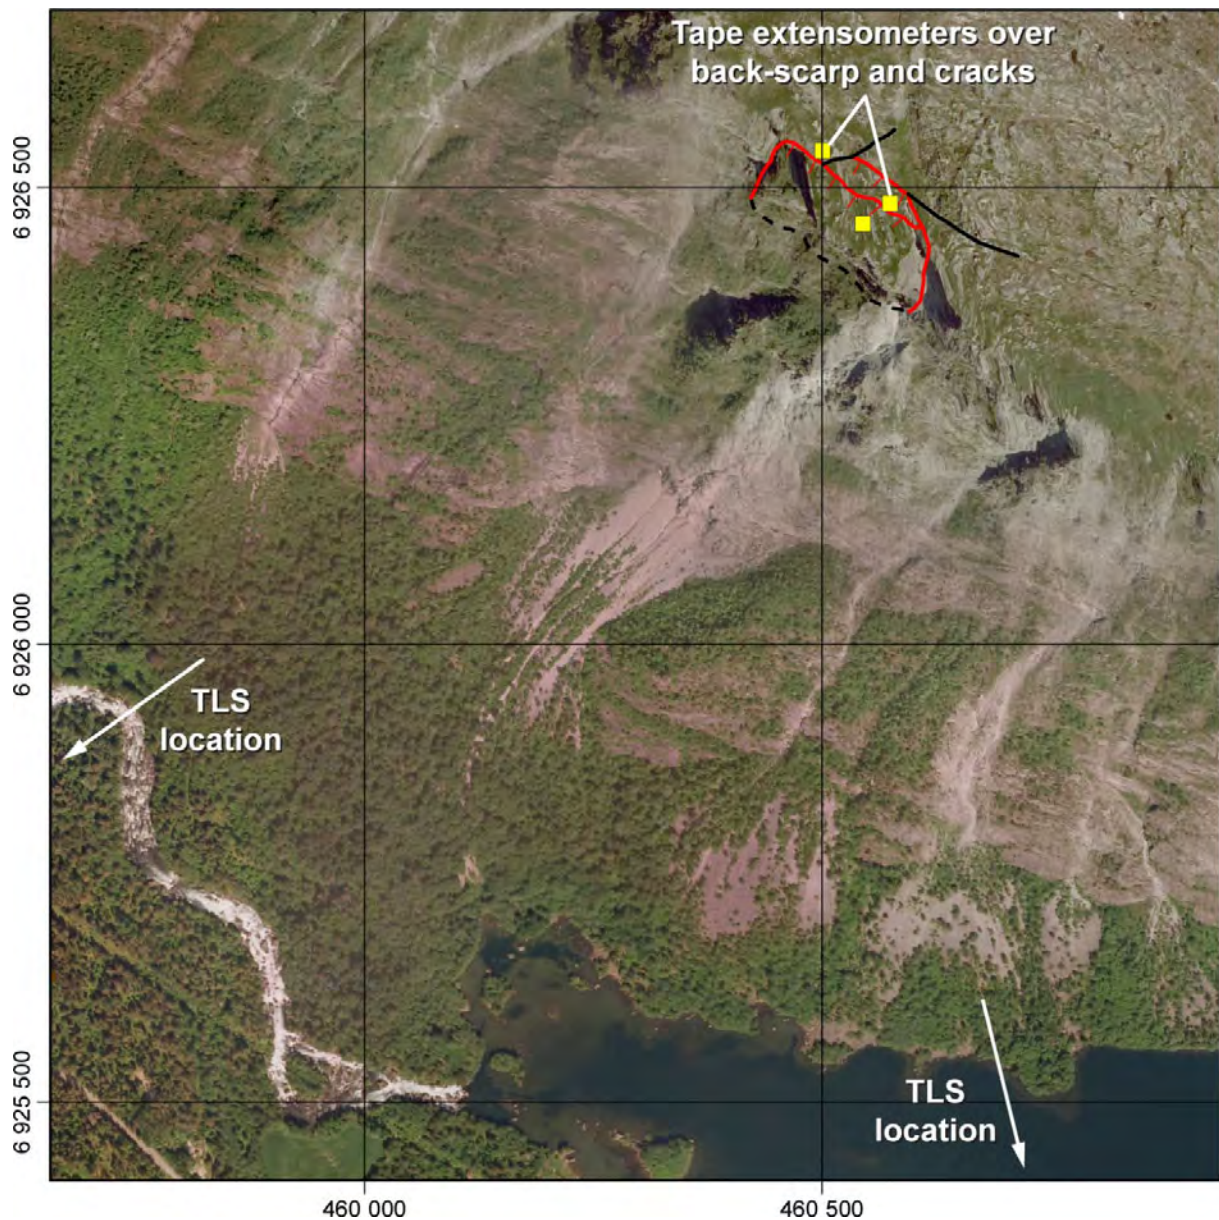 Tape extensometers over
back-scarp and cracks
6 926 500
6 926 000
TLS
location
6 925 500
TLS
location
460 000
460 500